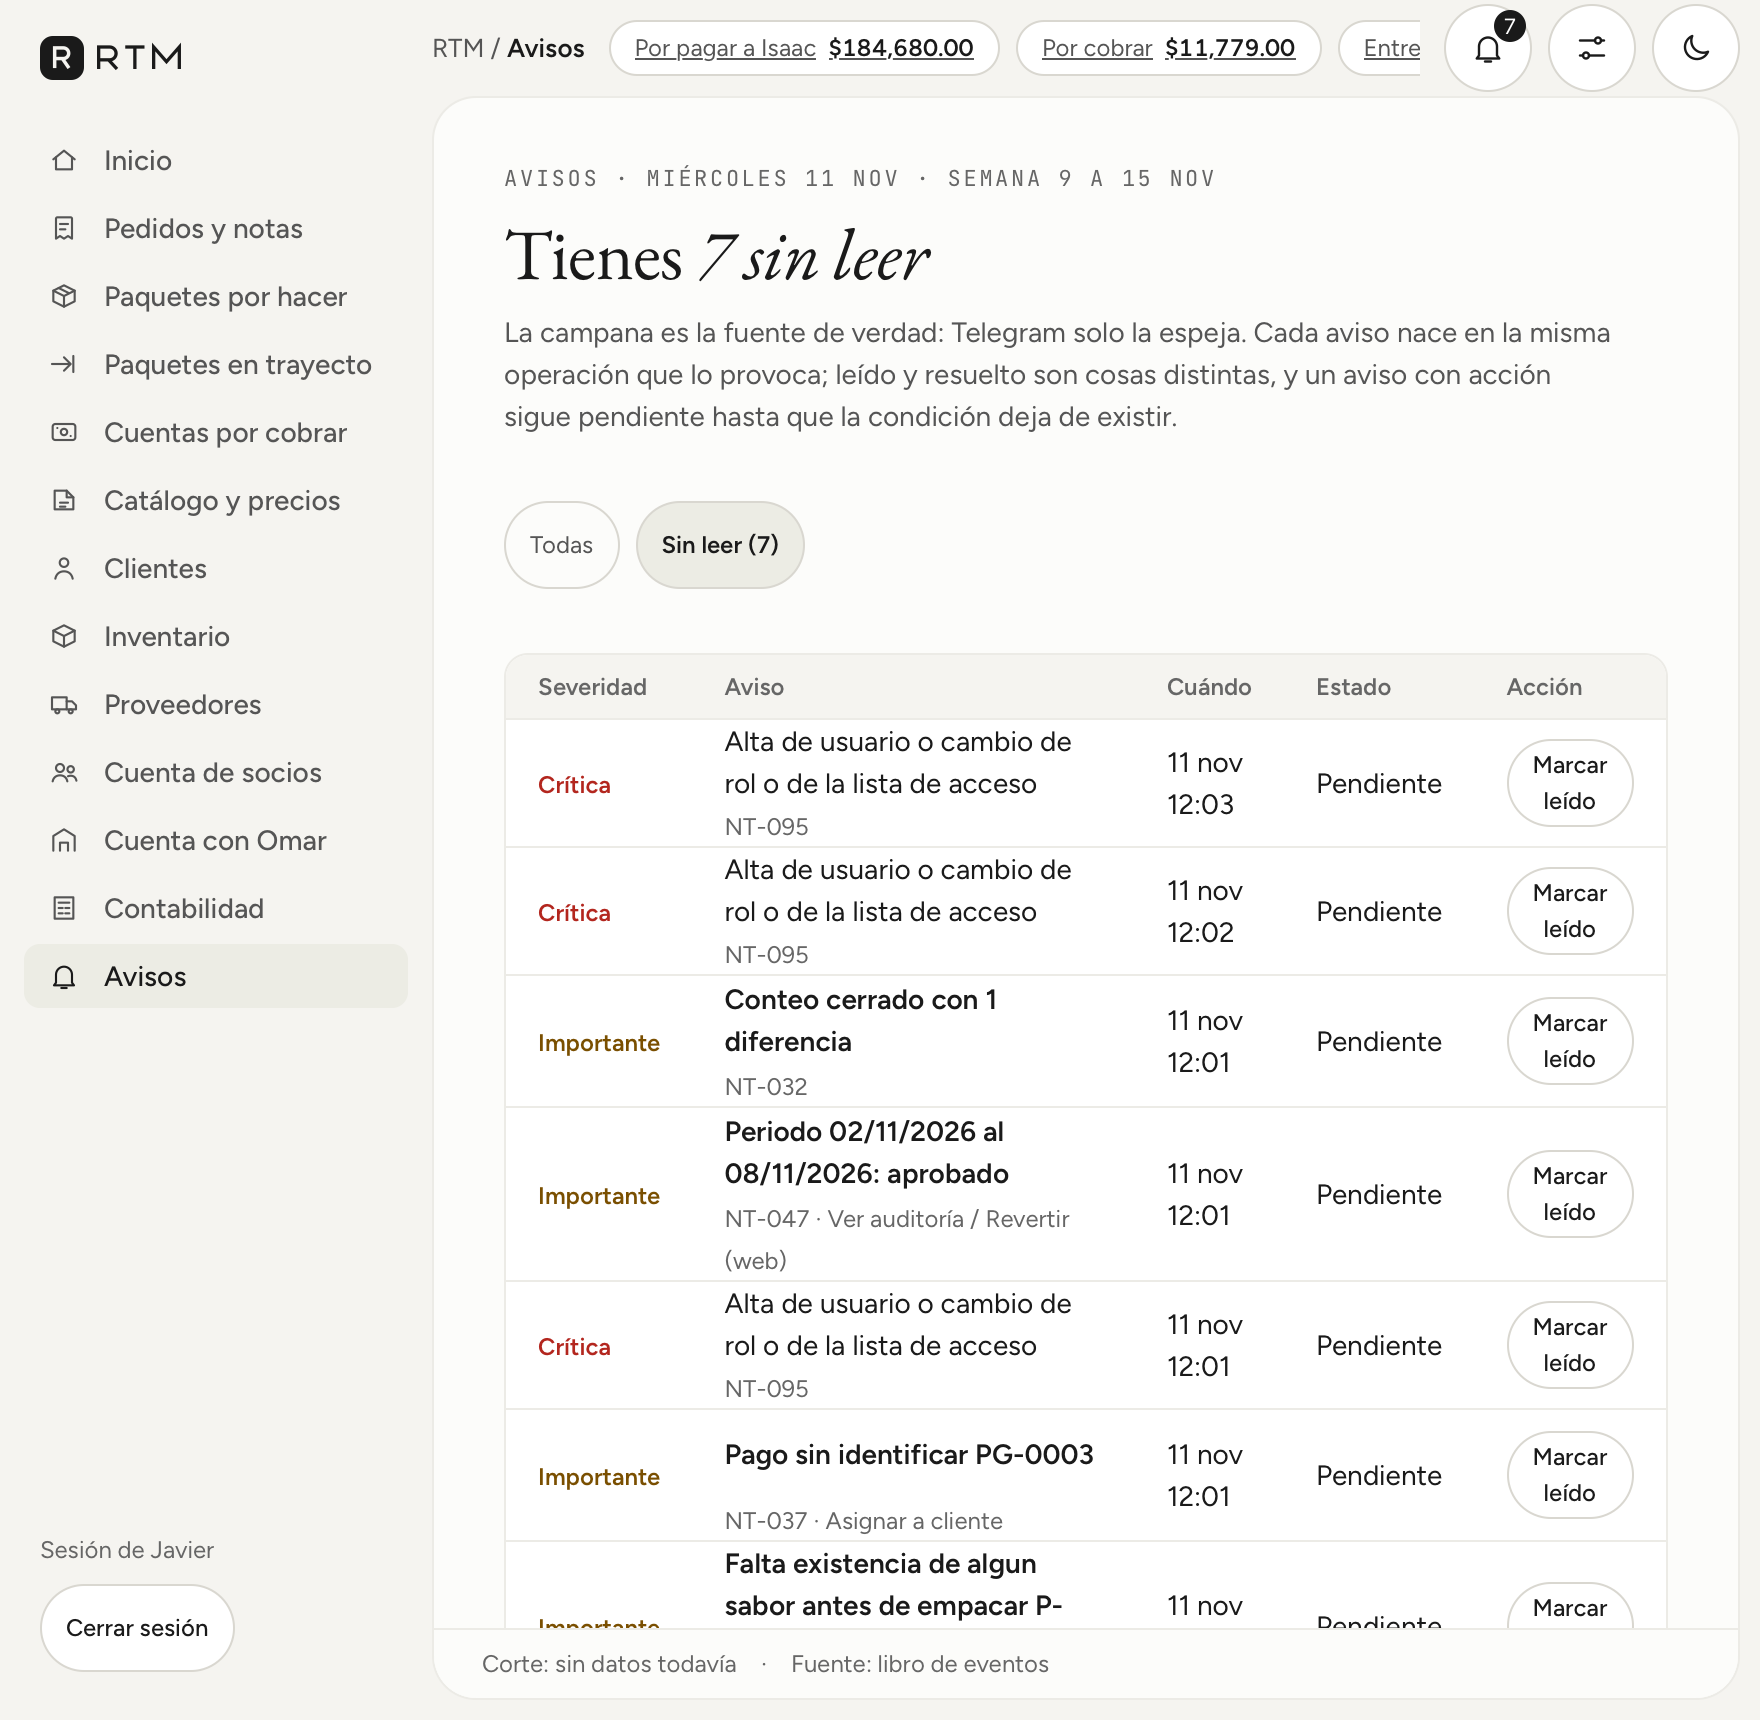 R RTM
RTM / Avisos
Por pagar a Isaac $184,680.00
Por cobrar $11,779.00
Entre
7
Inicio
Pedidos y notas
Paquetes por hacer
Paquetes en trayecto
Cuentas por cobrar
Catálogo y precios
Clientes
Inventario
Proveedores
Cuenta de socios
Cuenta con Omar
Contabilidad
Avisos
Sesión de Javier
Cerrar sesión
AVISOS · MIÉRCOLES 11 NOV · SEMANA 9 A 15 NOV
Tienes 7 sin leer
La campana es la fuente de verdad: Telegram solo la espeja. Cada aviso nace en la misma
operación que lo provoca; leído y resuelto son cosas distintas, y un aviso con acción
sigue pendiente hasta que la condición deja de existir.
Todas
Sin leer (7)
Severidad Aviso Cuándo Estado Acción
Crítica
Alta de usuario o cambio de
rol o de la lista de acceso
NT-095
11 nov
12:03
Pendiente
Marcar
leído
Crítica
Alta de usuario o cambio de
rol o de la lista de acceso
NT-095
11 nov
12:02
Pendiente
Marcar
leído
Importante
Conteo cerrado con 1
diferencia
NT-032
11 nov
12:01
Pendiente
Marcar
leído
Importante
Periodo 02/11/2026 al
08/11/2026: aprobado
NT-047 · Ver auditoría / Revertir
(web)
11 nov
12:01
Pendiente
Marcar
leído
Crítica
Alta de usuario o cambio de
rol o de la lista de acceso
NT-095
11 nov
12:01
Pendiente
Marcar
leído
Importante
Pago sin identificar PG-0003
NT-037 · Asignar a cliente
11 nov
12:01
Pendiente
Marcar
leído
Importante
Falta existencia de algun
sabor antes de empacar P-
11 nov
Pendiente
Marcar
Corte: sin datos todavía · Fuente: libro de eventos